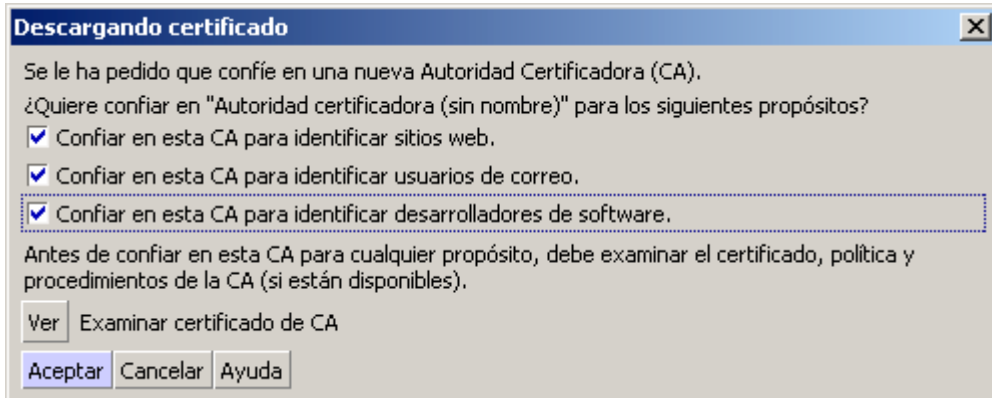 Descargando certificado
Se le ha pedido que confíe en una nueva Autoridad Certificadora (CA).
¿Quiere confiar en "Autoridad certificadora (sin nombre)" para los siguientes propósitos?
Confiar en esta CA para identificar sitios web.
Confiar en esta CA para identificar usuarios de correo.
Confiar en esta CA para identificar desarrolladores de software.
Antes de confiar en esta CA para cualquier propósito, debe examinar el certificado, política y
procedimientos de la CA (si están disponibles).
Ver Examinar certificado de CA
Aceptar Cancelar Ayuda